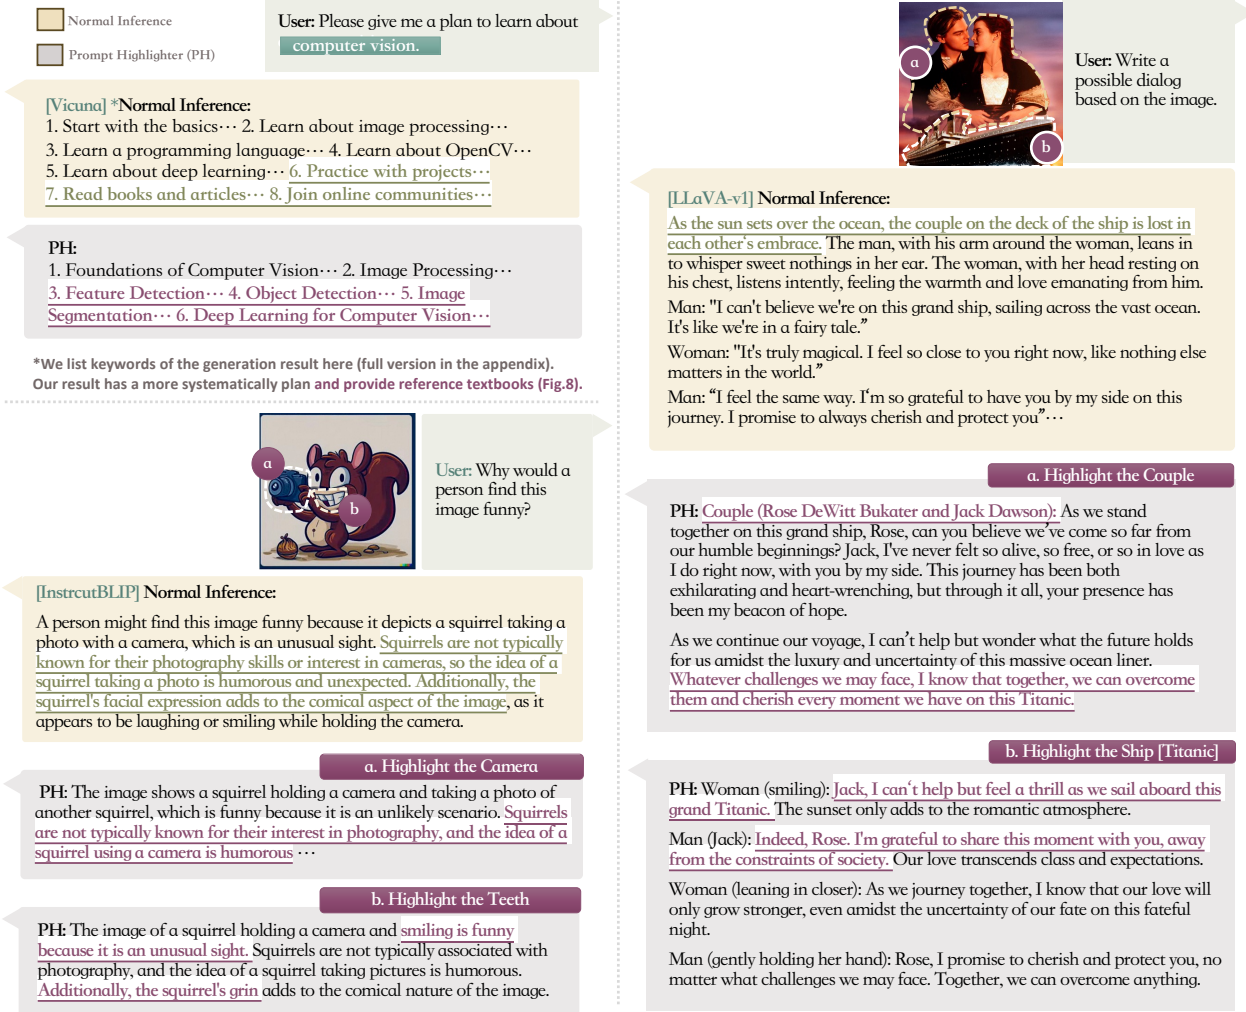 Normal Inference
Prompt Highlighter (PH)
User: Please give me a plan to learn about
computer vision.
[Vicuna] *Normal Inference:
1. Start with the basics··· 2. Learn about image processing···
3. Learn a programming language··· 4. Learn about OpenCV···
5. Learn about deep learning··· 6. Practice with projects···
7. Read books and articles··· 8. Join online communities···
PH:
1. Foundations of Computer Vision··· 2. Image Processing···
3. Feature Detection··· 4. Object Detection··· 5. Image
Segmentation··· 6. Deep Learning for Computer Vision···
*We list keywords of the generation result here (full version in the appendix).
Our result has a more systematically plan and provide reference textbooks (Fig.8).
a
b
User: Why would a
person find this
image funny?
[InstrcutBLIP] Normal Inference:
A person might find this image funny because it depicts a squirrel taking a
photo with a camera, which is an unusual sight. Squirrels are not typically
known for their photography skills or interest in cameras, so the idea of a
squirrel taking a photo is humorous and unexpected. Additionally, the
squirrel's facial expression adds to the comical aspect of the image, as it
appears to be laughing or smiling while holding the camera.
a. Highlight the Camera
PH: The image shows a squirrel holding a camera and taking a photo of
another squirrel, which is funny because it is an unlikely scenario. Squirrels
are not typically known for their interest in photography, and the idea of a
squirrel using a camera is humorous ···
b. Highlight the Teeth
PH: The image of a squirrel holding a camera and smiling is funny
because it is an unusual sight. Squirrels are not typically associated with
photography, and the idea of a squirrel taking pictures is humorous.
Additionally, the squirrel's grin adds to the comical nature of the image.
a
b
User: Write a
possible dialog
based on the image.
[LLaVA-v1] Normal Inference:
As the sun sets over the ocean, the couple on the deck of the ship is lost in
each other's embrace. The man, with his arm around the woman, leans in
to whisper sweet nothings in her ear. The woman, with her head resting on
his chest, listens intently, feeling the warmth and love emanating from him.
Man: "I can't believe we're on this grand ship, sailing across the vast ocean.
It's like we're in a fairy tale.”
Woman: "It's truly magical. I feel so close to you right now, like nothing else
matters in the world.”
Man: “I feel the same way. I'm so grateful to have you by my side on this
journey. I promise to always cherish and protect you”···
a. Highlight the Couple
PH: Couple (Rose DeWitt Bukater and Jack Dawson): As we stand
together on this grand ship, Rose, can you believe we’ve come so far from
our humble beginnings? Jack, I've never felt so alive, so free, or so in love as
I do right now, with you by my side. This journey has been both
exhilarating and heart-wrenching, but through it all, your presence has
been my beacon of hope.
As we continue our voyage, I can’t help but wonder what the future holds
for us amidst the luxury and uncertainty of this massive ocean liner.
Whatever challenges we may face, I know that together, we can overcome
them and cherish every moment we have on this Titanic.
b. Highlight the Ship [Titanic]
PH: Woman (smiling): Jack, I can't help but feel a thrill as we sail aboard this
grand Titanic. The sunset only adds to the romantic atmosphere.
Man (Jack): Indeed, Rose. I'm grateful to share this moment with you, away
from the constraints of society. Our love transcends class and expectations.
Woman (leaning in closer): As we journey together, I know that our love will
only grow stronger, even amidst the uncertainty of our fate on this fateful
night.
Man (gently holding her hand): Rose, I promise to cherish and protect you, no
matter what challenges we may face. Together, we can overcome anything.